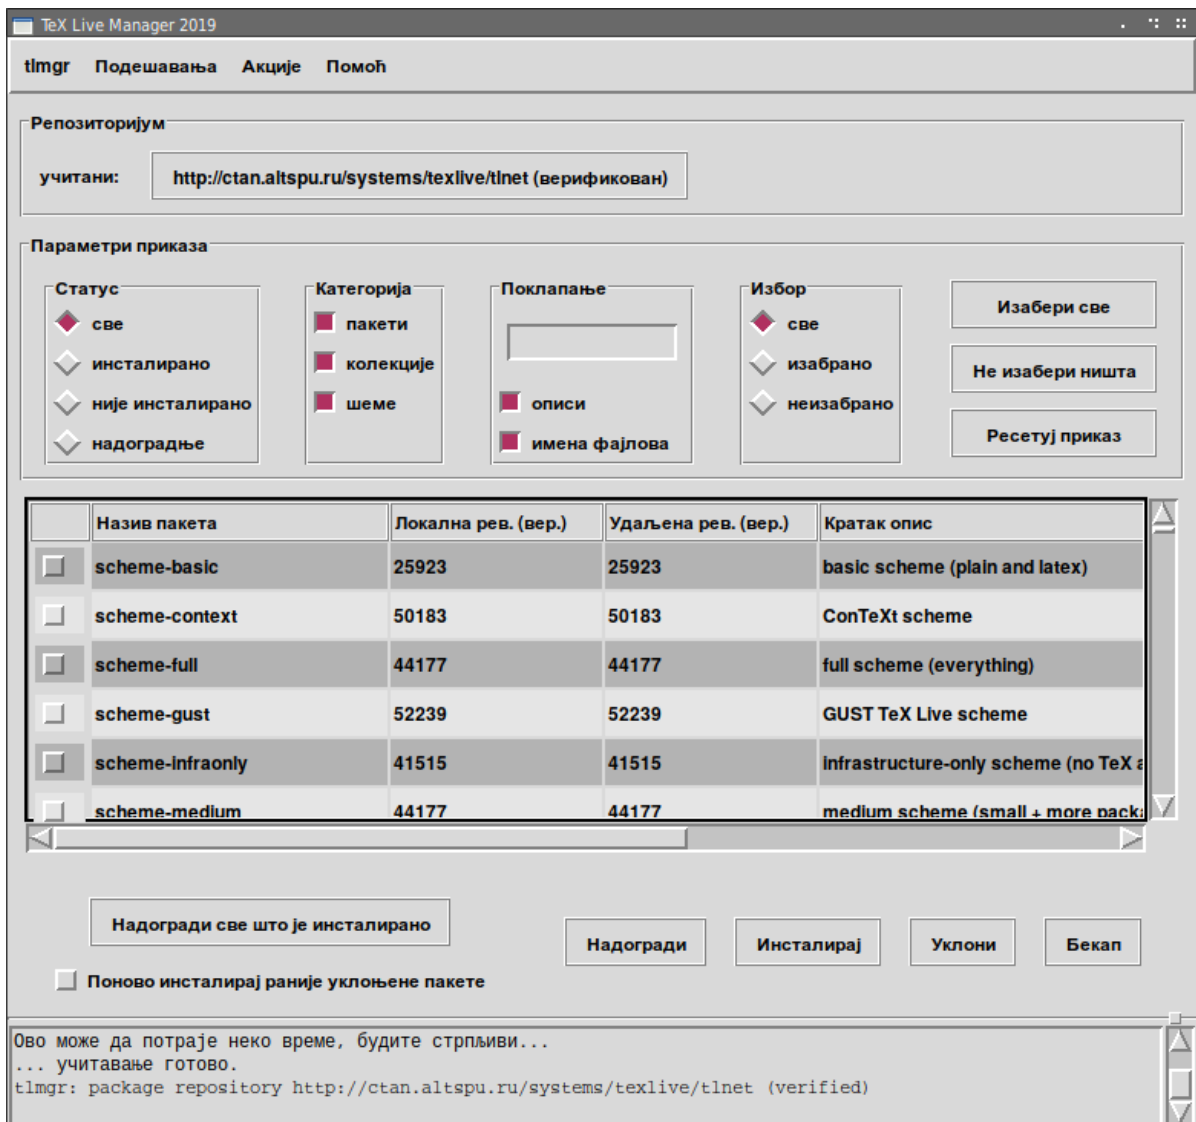 TeX Live Manager 2019
tlmgr Подешавања Акције Помоћ
Репозиторијум
учитани: http://ctan.altspu.ru/systems/texlive/tlnet (верификован)
Параметри приказа
Статус Категорија Поклапање Избор
све пакети све Изабери све
инсталирано колекције изабрано Не изабери ништа
није инсталирано шеме описи неизабрано
надоградње имена фајлова Ресетуј приказ
Назив пакета Локална рев. (вер.) Удаљена рев. (вер.) Кратак опис
scheme-basic 25923 25923 basic scheme (plain and latex)
scheme-context 50183 50183 ConTeXt scheme
scheme-full 44177 44177 full scheme (everything)
scheme-gust 52239 52239 GUST TeX Live scheme
scheme-infraonly 41515 41515 infrastructure-only scheme (no TeX a
scheme-medium 44177 44177 medium scheme (small + more packa
Надогради све што је инсталирано
Надогради Инсталирај Уклони Бекап
Поново инсталирај раније уклоњене пакете
Ово може да потраје неко време, будите стрпљиви...
... учитавање готово.
tlmgr: package repository http://ctan.altspu.ru/systems/texlive/tlnet (verified)